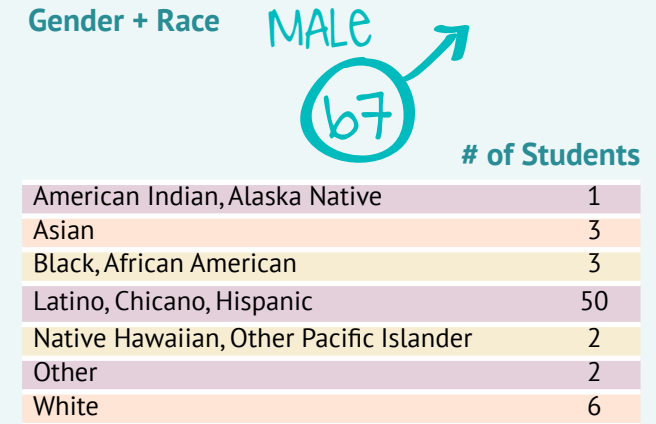 Gender + Race
MALE
67
# of Students
American Indian, Alaska Native 1
Asian 3
Black, African American 3
Latino, Chicano, Hispanic 50
Native Hawaiian, Other Pacific Islander 2
Other 2
White 6